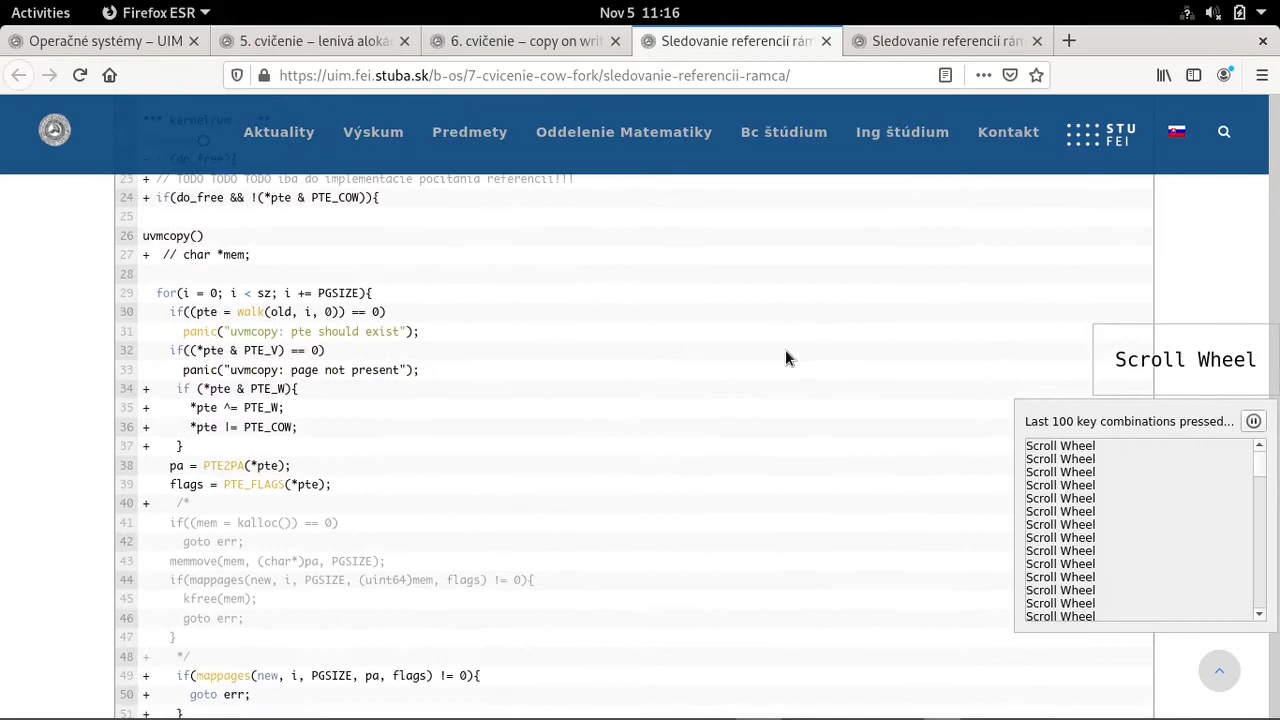 Activities
Firefox ESR
Nov 5 11:16
Operačné systémy – UIM
5. cvičenie – lenivá aloká
6. cvičenie – copy on writ
Sledovanie referencií rám
Sledovanie referencií rám
https://uim.fei.stuba.sk/b-os/7-cvicenie-cow-fork/sledovanie-referencii-ramca/
Aktuality
Výskum
Predmety
Oddelenie Matematiky
Bc štúdium
Ing štúdium
Kontakt
STU
FEI
*** kernel/vm
(do_free){
23 + // TODO TODO TODO iba do implementacie pocitania referencii!!!
24 + if(do_free && !(*pte & PTE_COW)){
25
26 uvmcopy()
27 + // char *mem;
28
29 for(i = 0; i < sz; i += PGSIZE){
30 if((pte = walk(old, i, 0)) == 0)
31 panic("uvmcopy: pte should exist");
32 if((*pte & PTE_V) == 0)
33 panic("uvmcopy: page not present");
34 + if (*pte & PTE_W){
35 + *pte ^= PTE_W;
36 + *pte |= PTE_COW;
37 + }
38 pa = PTE2PA(*pte);
39 flags = PTE_FLAGS(*pte);
40 + /*
41 if((mem = kalloc()) == 0)
42 goto err;
43 memmove(mem, (char*)pa, PGSIZE);
44 if(mappages(new, i, PGSIZE, (uint64)mem, flags) != 0){
45 kfree(mem);
46 goto err;
47 }
48 + */
49 + if(mappages(new, i, PGSIZE, pa, flags) != 0){
50 + goto err;
51 + }
Scroll Wheel
Last 100 key combinations pressed...
Scroll Wheel
Scroll Wheel
Scroll Wheel
Scroll Wheel
Scroll Wheel
Scroll Wheel
Scroll Wheel
Scroll Wheel
Scroll Wheel
Scroll Wheel
Scroll Wheel
Scroll Wheel
Scroll Wheel
Scroll Wheel